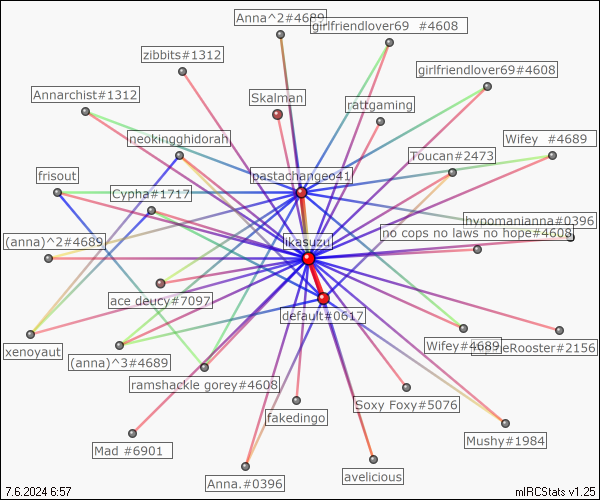 Anna^2#4689
girlfriendlover69  #4608
zibbits#1312
girlfriendlover69#4608
Annarchist#1312
Skalman
rattgaming
neokingghidorah
Wifey  #4689
Toucan#2473
frisout
pastachangeo41
Cypha#1717
hypomanianna#0396
no cops no laws no hope#4608
(anna)^2#4689
ikasuzu
ace deucy#7097
default#0617
xenoyaut
(anna)^3#4689
Wifey#4689
Rooster#2156
ramshackle gorey#4608
Soxy Foxy#5076
fakedingo
Mushy#1984
Mad #6901
Anna.#0396
avelicious
7.6.2024 6:57
mIRCStats v1.25